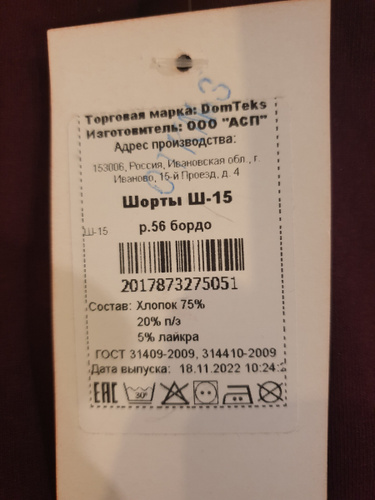 Торговая марка: DomTeks
Изготовитель: ООО "АСП"
Адрес производства:
153006, Россия, Ивановская обл., г.
Иваново, 15-й Проезд, д. 4
Шорты Ш-15
Ш-15
р.56 бордо
2017873275051
Состав: Хлопок 75%
20% п/э
5% лайкра
ГОСТ 31409-2009, 314410-2009
Дата выпуска: 18.11.2022 10:24:
EAC
30°